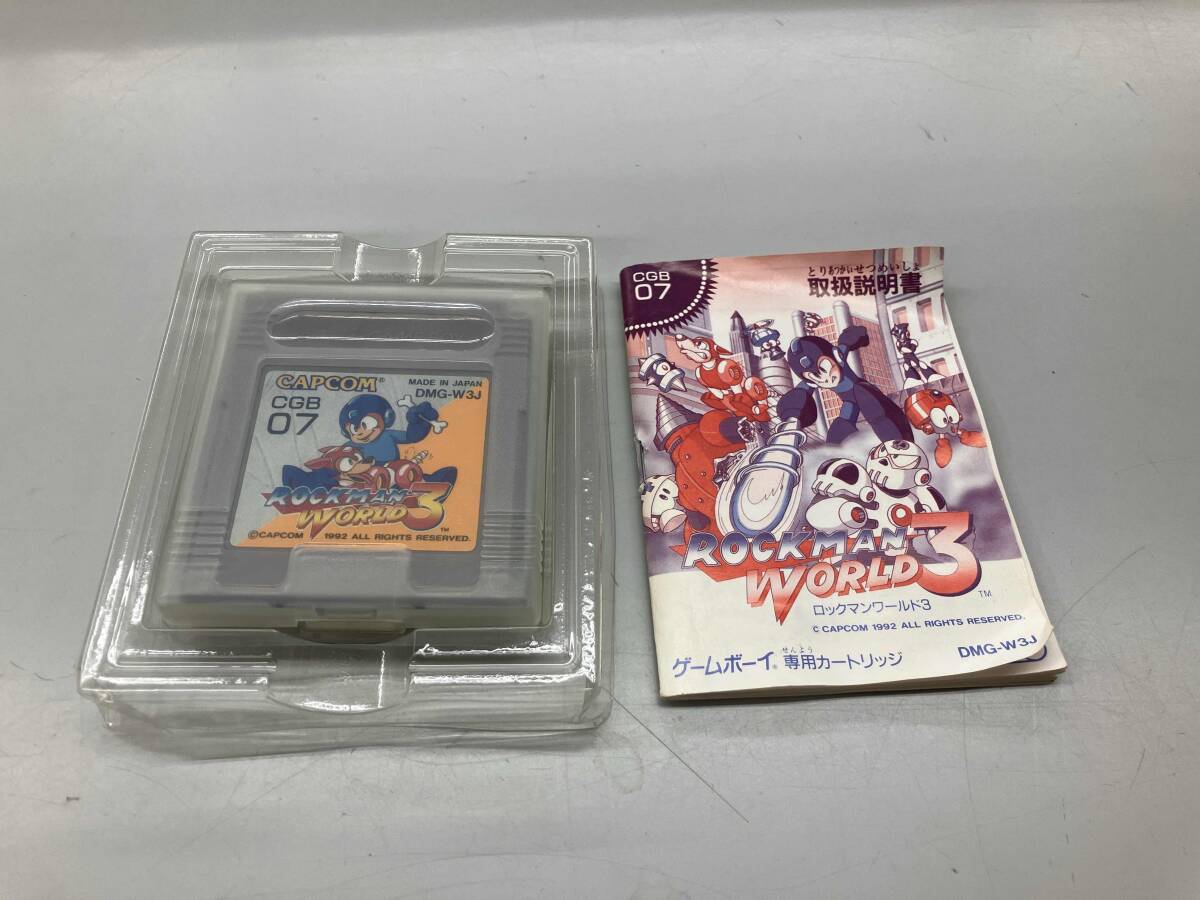 CAPCOM®
MADE IN JAPAN
DMG-W3J
CGB
07
ROCKMAN
WORLD 3™
©CAPCOM 1992 ALL RIGHTS RESERVED.
CGB
07
とりあつかいせつめいしょ
取扱説明書
ROCKMAN
WORLD 3
TM
ロックマンワールド3
© CAPCOM 1992 ALL RIGHTS RESERVED.
DMG-W3J
せんよう
ゲームボーイ® 専用カートリッジ